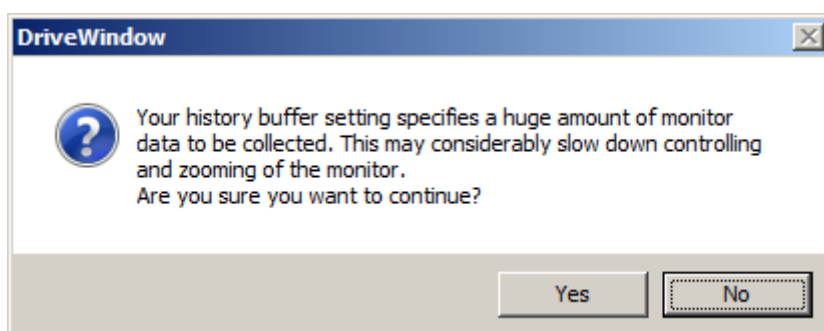 DriveWindow
Your history buffer setting specifies a huge amount of monitor
data to be collected. This may considerably slow down controlling
and zooming of the monitor.
Are you sure you want to continue?
Yes No